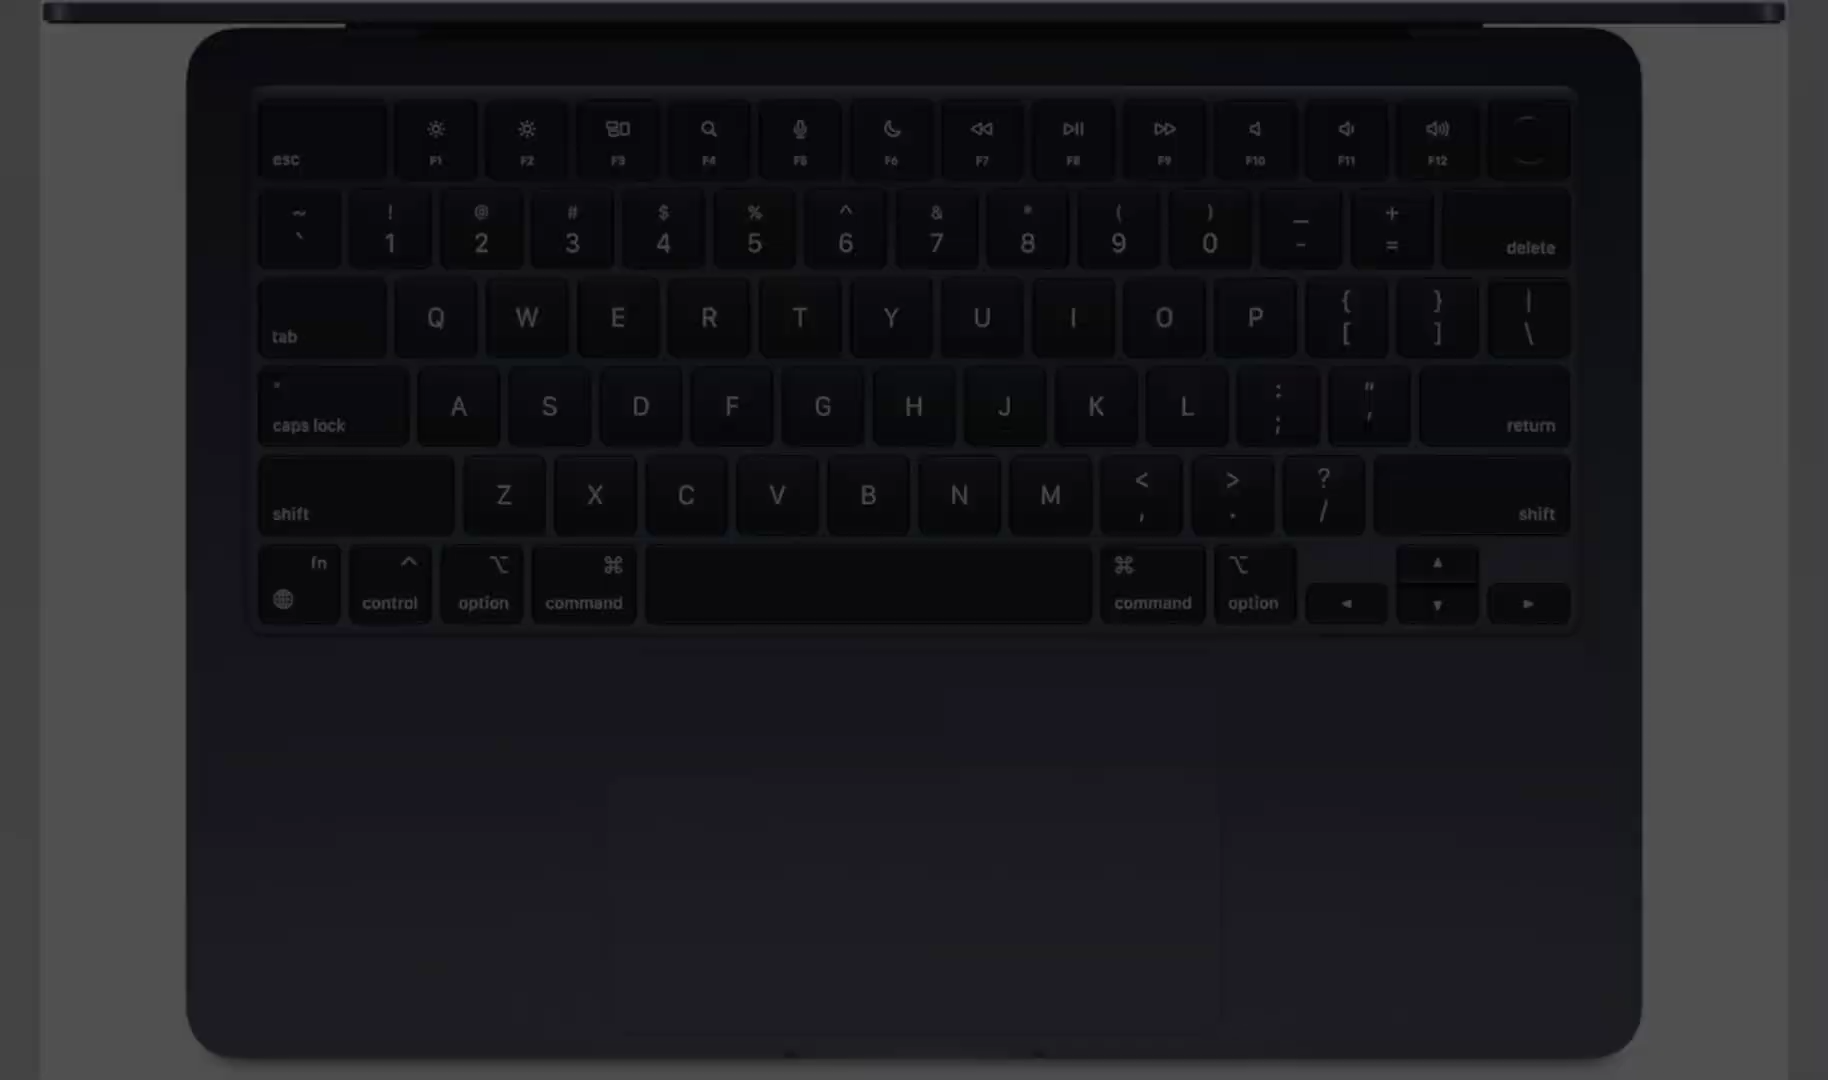 esc F1 F2 F3 F4 F5 F6 F7 F8 F9 F10 F11 F12
~ ! @ # $ % ^ & * ( ) _ +
` 1 2 3 4 5 6 7 8 9 0 - = delete
tab Q W E R T Y U I O P { } |
[ ] \
caps lock A S D F G H J K L : " return
; '
shift Z X C V B N M < > ? shift
, . /
fn ^ ⌥ ⌘ ⌘ ⌥
control option command command option